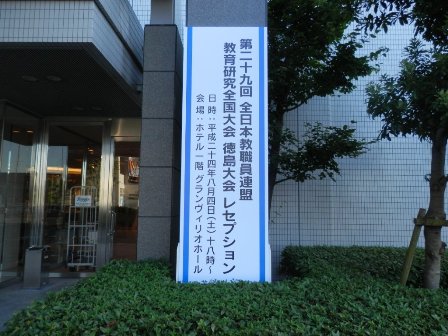 第二十九回 全日本教職員連盟
教育研究全国大会 徳島大会 レセプション
日時：平成二十四年八月四日（土）十八時～
会場：ホテル一階 グランヴィリオホール